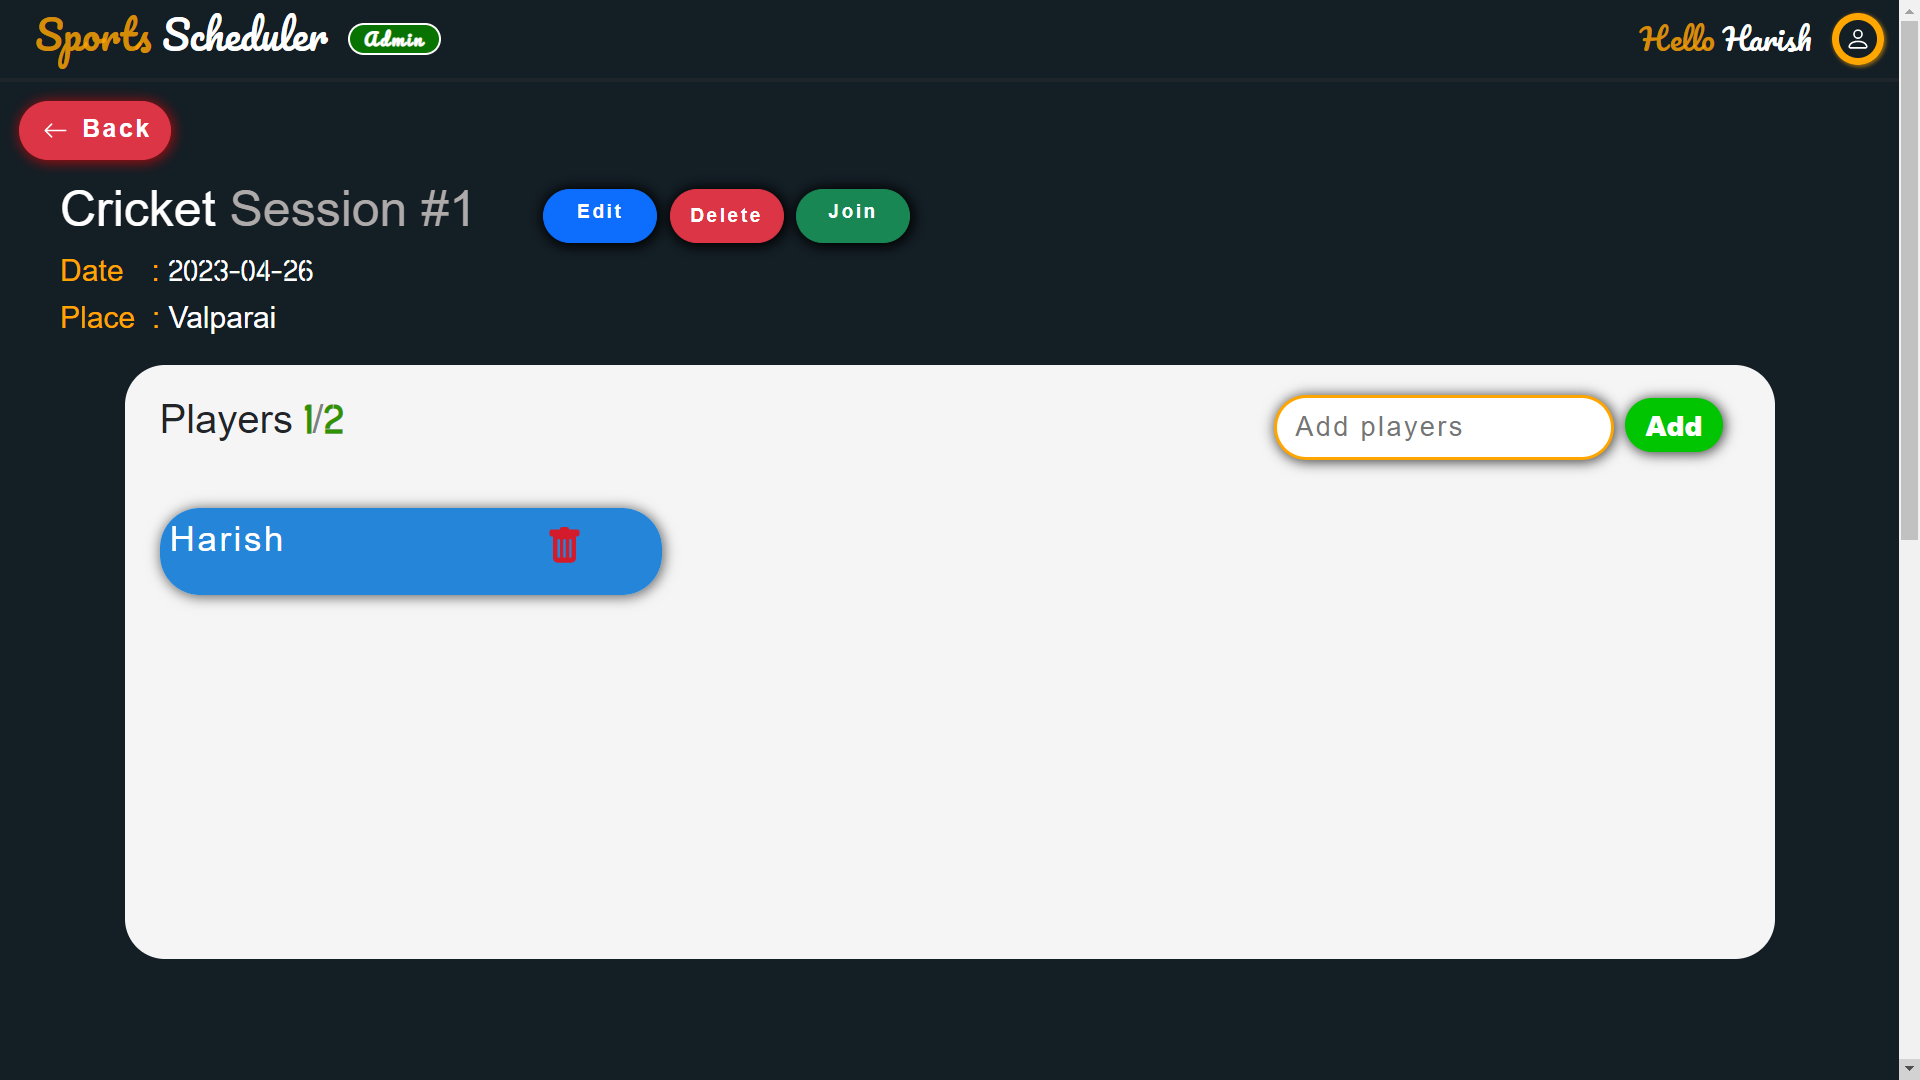 Sports Scheduler Admin
Hello Harish
Back
Cricket Session #1
Edit
Delete
Join
Date : 2023-04-26
Place : Valparai
Players 1/2
Add players
Add
Harish